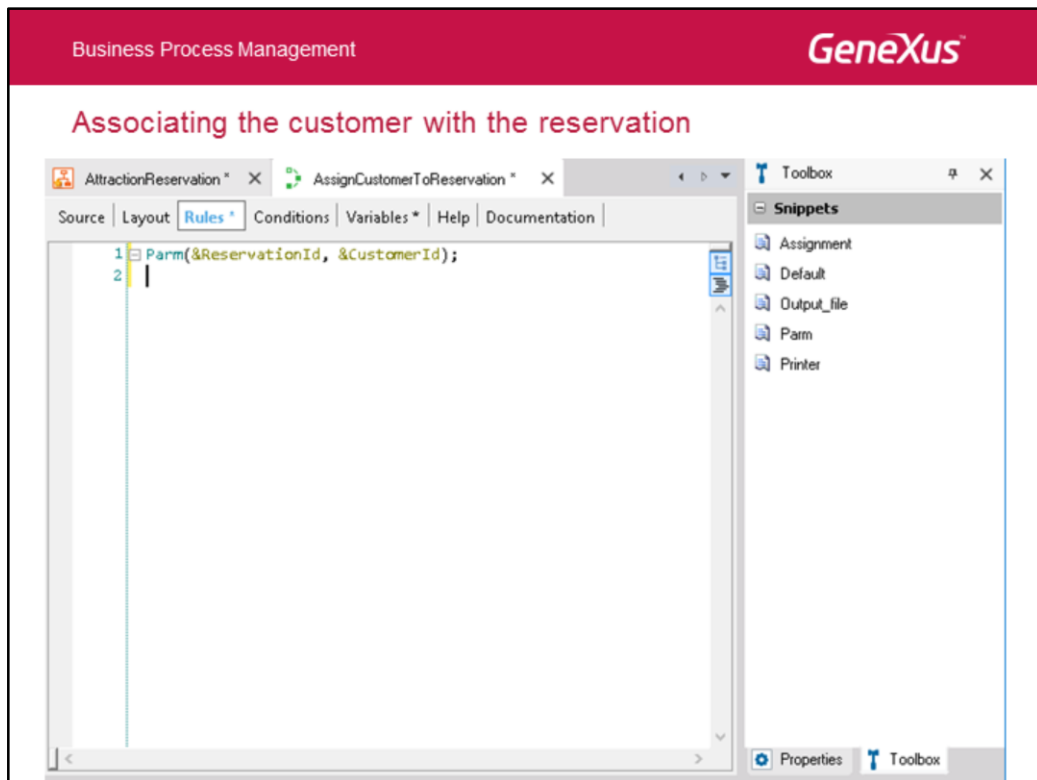 Business Process Management
GeneXus™
Associating the customer with the reservation
AttractionReservation * X
AssignCustomerToReservation * X
Source | Layout | Rules * | Conditions | Variables * | Help | Documentation |
1 Parm(&ReservationId, &CustomerId);
2
Toolbox
Snippets
Assignment
Default
Output_file
Parm
Printer
Properties
Toolbox